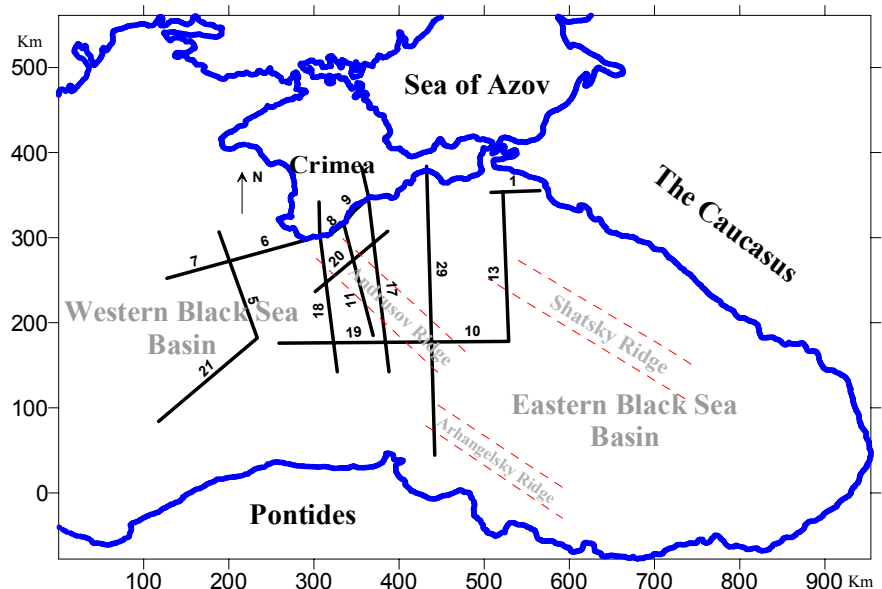 Km
500
400
300
200
100
0
Sea of Azov
Crimea
N
The Caucasus
1
9
8
7
6
20
29
13
5
18
11
17
Andrusov Ridge
Shatsky Ridge
Western Black Sea
Basin
19
10
21
Eastern Black Sea
Basin
Arhangelsky Ridge
Pontides
100
200
300
400
500
600
700
800
900
Km